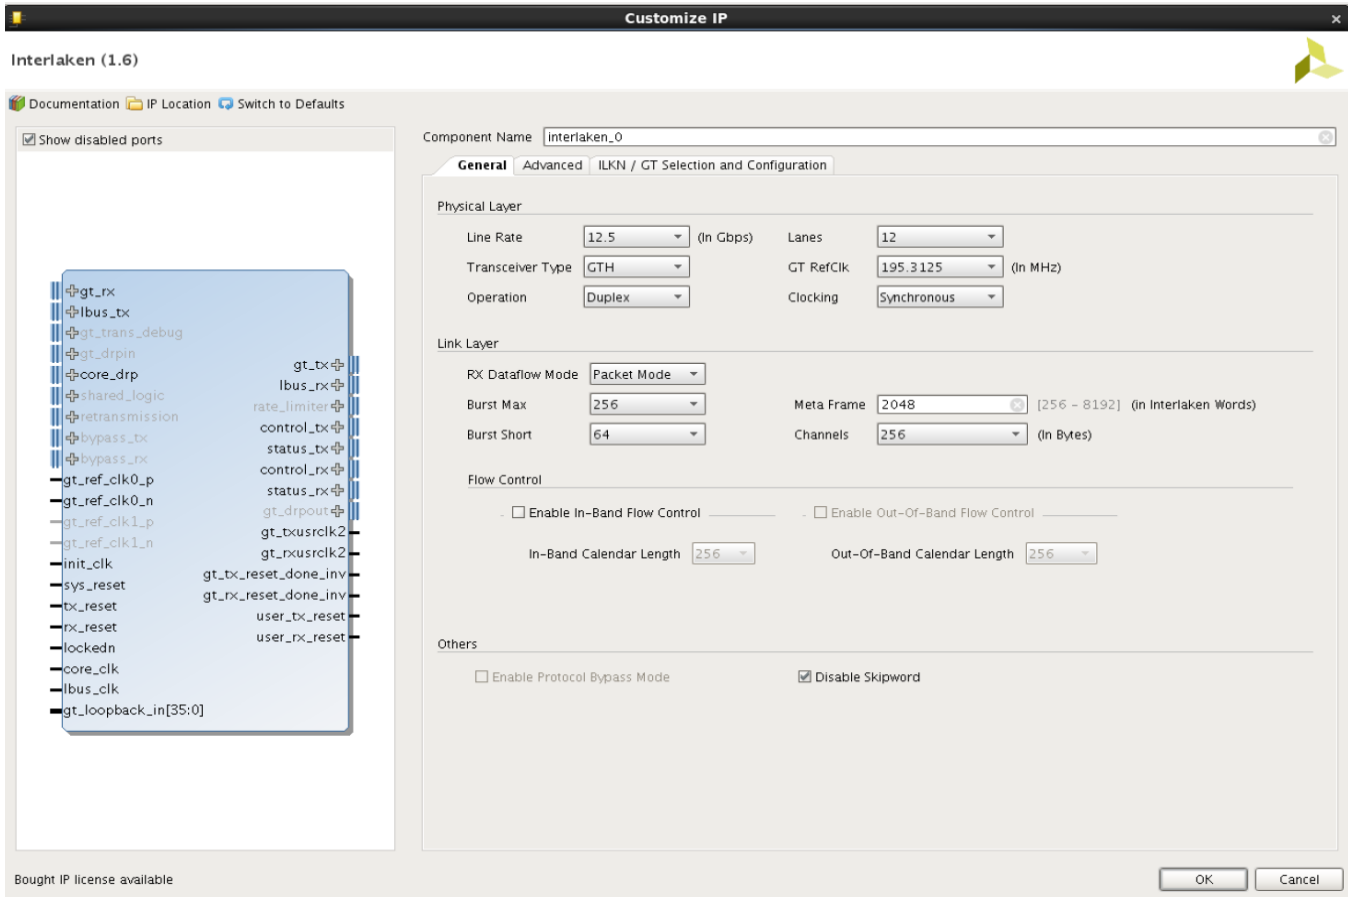 Customize IP
Interlaken (1.6)
Documentation IP Location Switch to Defaults
Show disabled ports
gt_rx
lbus_tx
gt_trans_debug
gt_drpin
core_drp
shared_logic
retransmission
bypass_tx
bypass_rx
gt_ref_clk0_p
gt_ref_clk0_n
gt_ref_clk1_p
gt_ref_clk1_n
init_clk
sys_reset
tx_reset
rx_reset
lockedn
core_clk
lbus_clk
gt_loopback_in[35:0]
gt_tx
lbus_rx
rate_limiter
control_tx
status_tx
control_rx
status_rx
gt_drpout
gt_txusrclk2
gt_rxusrclk2
gt_tx_reset_done_inv
gt_rx_reset_done_inv
user_tx_reset
user_rx_reset
Component Name interlaken_0
General Advanced ILKN / GT Selection and Configuration
Physical Layer
Line Rate 12.5 (In Gbps) Lanes 12
Transceiver Type GTH GT RefClk 195.3125 (In MHz)
Operation Duplex Clocking Synchronous
Link Layer
RX Dataflow Mode Packet Mode
Burst Max 256 Meta Frame 2048 [256 - 8192] (in Interlaken Words)
Burst Short 64 Channels 256 (In Bytes)
Flow Control
Enable In-Band Flow Control Enable Out-Of-Band Flow Control
In-Band Calendar Length 256 Out-Of-Band Calendar Length 256
Others
Enable Protocol Bypass Mode Disable Skipword
Bought IP license available
OK Cancel